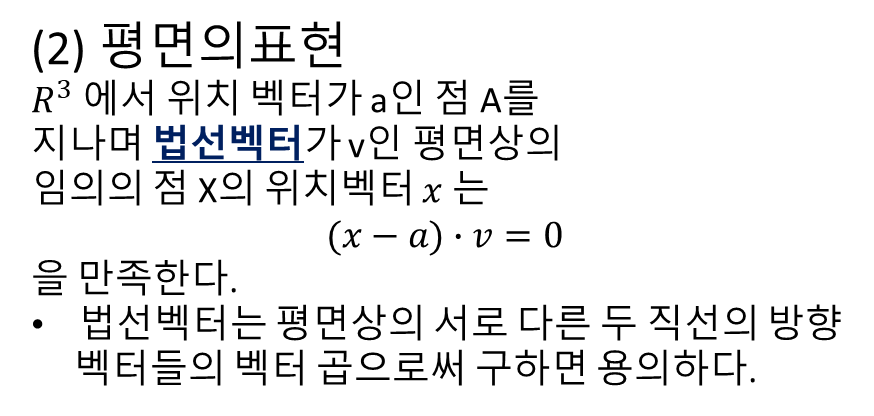 (2) 평면의표현
R³ 에서 위치 벡터가 a인 점 A를
지나며 법선벡터가 v인 평면상의
임의의 점 X의 위치벡터 x 는
(x − a) · v = 0
을 만족한다.
• 법선벡터는 평면상의 서로 다른 두 직선의 방향
벡터들의 벡터 곱으로써 구하면 용의하다.